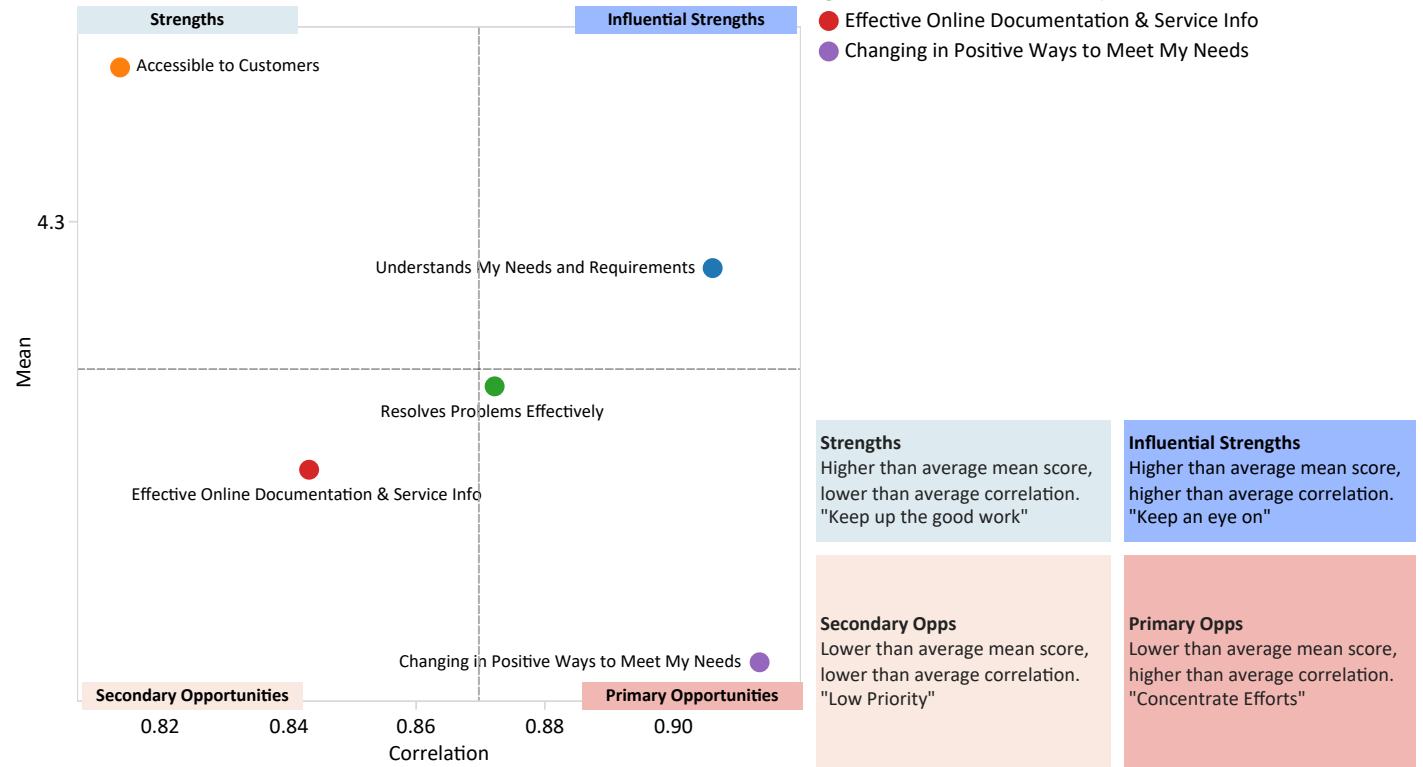 Strengths
Influential Strengths
Effective Online Documentation & Service Info
Changing in Positive Ways to Meet My Needs
Accessible to Customers
4.3
Understands My Needs and Requirements
Mean
Resolves Problems Effectively
Effective Online Documentation & Service Info
Changing in Positive Ways to Meet My Needs
Secondary Opportunities
Primary Opportunities
0.82
0.84
0.86
0.88
0.90
Correlation
Strengths
Higher than average mean score,
lower than average correlation.
"Keep up the good work"
Influential Strengths
Higher than average mean score,
higher than average correlation.
"Keep an eye on"
Secondary Opps
Lower than average mean score,
lower than average correlation.
"Low Priority"
Primary Opps
Lower than average mean score,
higher than average correlation.
"Concentrate Efforts"